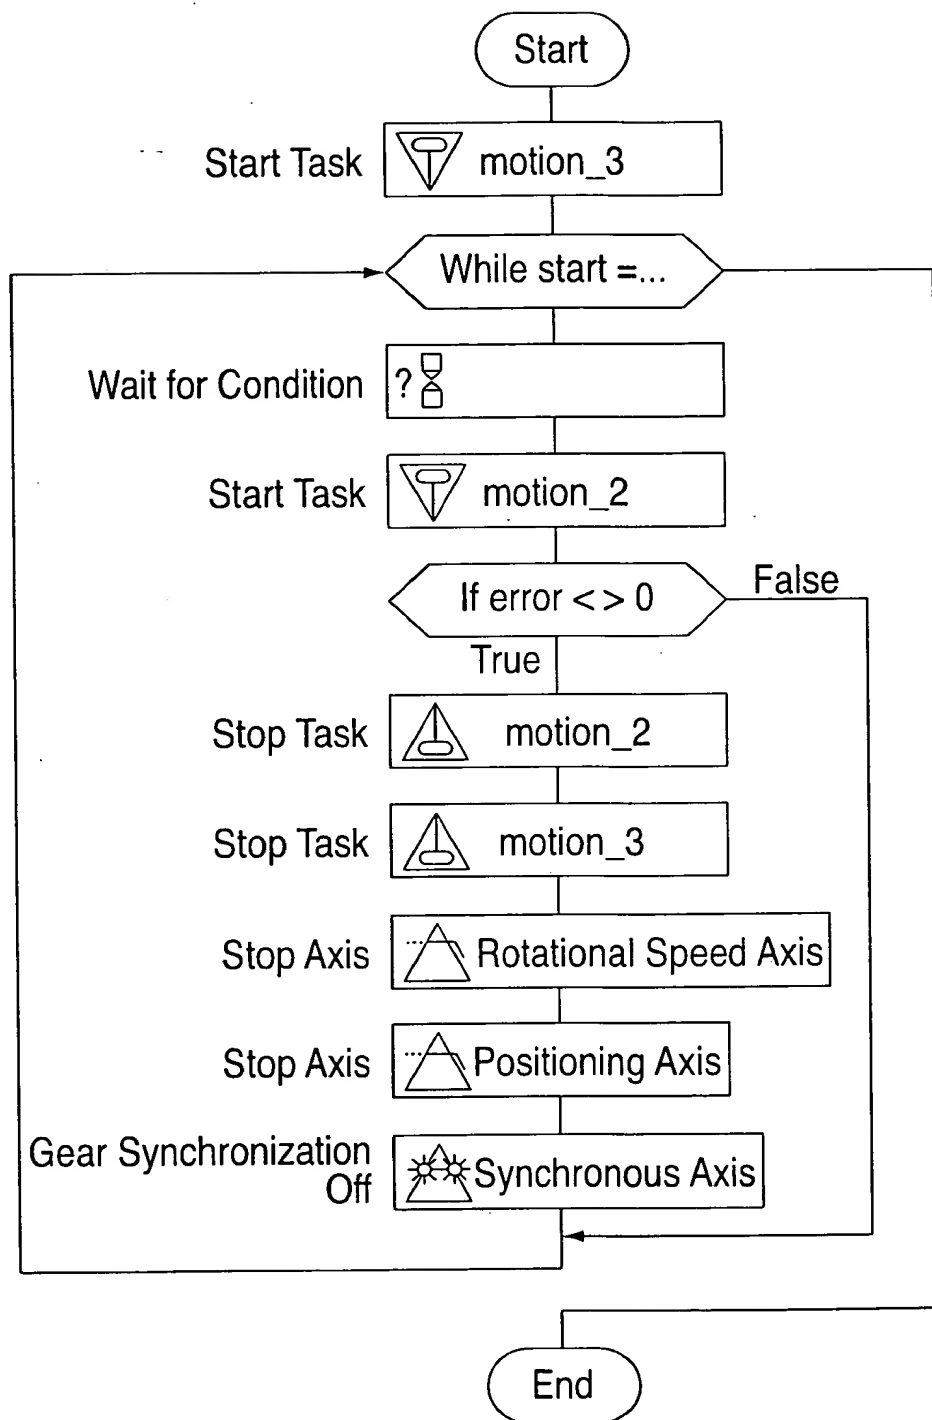 Start
Start Task
motion_3
While start =...
Wait for Condition
?
Start Task
motion_2
If error < > 0
False
True
Stop Task
motion_2
Stop Task
motion_3
Stop Axis
Rotational Speed Axis
Stop Axis
Positioning Axis
Gear Synchronization
Off
Synchronous Axis
End